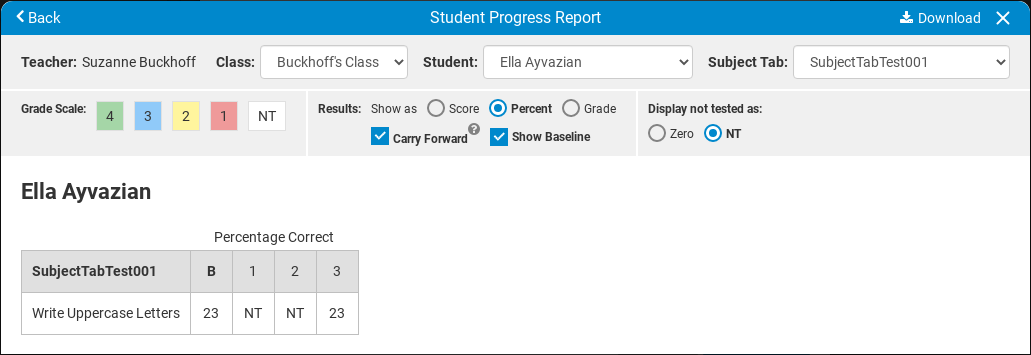 Back Student Progress Report Download
Teacher: Suzanne Buckhoff Class: Buckhoff's Class Student: Ella Ayvazian Subject Tab: SubjectTabTest001
Grade Scale: 4 3 2 1 NT
Results: Show as Score Percent Grade
Carry Forward ? Show Baseline
Display not tested as:
Zero NT
Ella Ayvazian
Percentage Correct
SubjectTabTest001 B 1 2 3
Write Uppercase Letters 23 NT NT 23